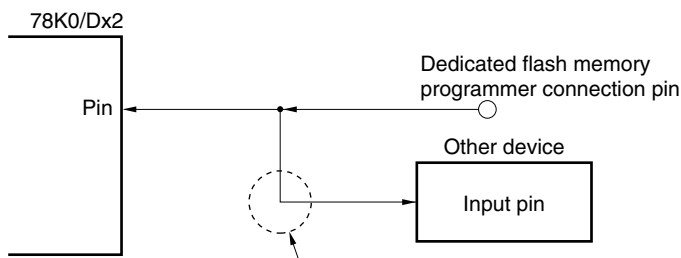 78K0/Dx2
Dedicated flash memory
programmer connection pin
Pin
Other device
Input pin